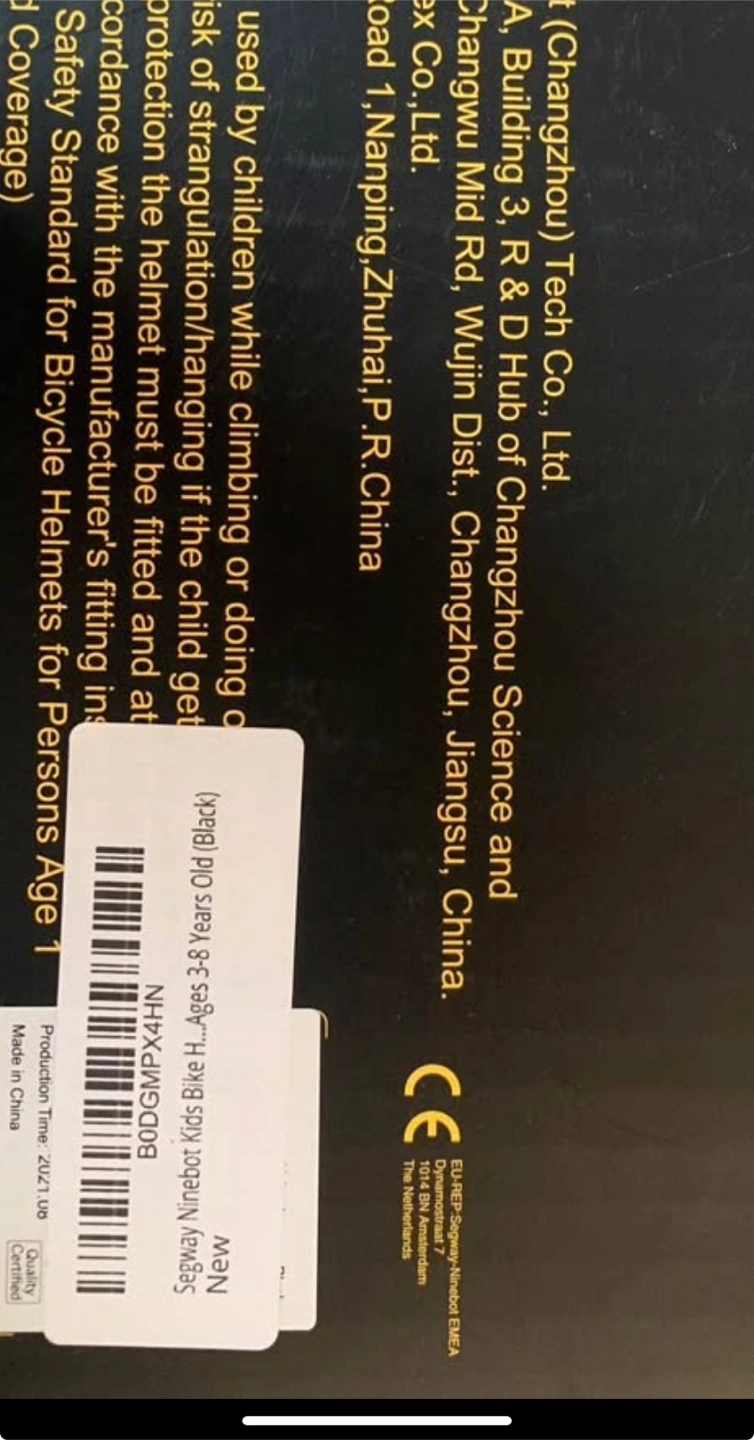 t (Changzhou) Tech Co., Ltd.
A, Building 3, R & D Hub of Changzhou Science and
Changwu Mid Rd, Wujin Dist., Changzhou, Jiangsu, China.
ex Co.,Ltd.
Road 1,Nanping,Zhuhai,P.R.China
used by children while climbing or doing
isk of strangulation/hanging if the child get
protection the helmet must be fitted and at
cordance with the manufacturer's fitting ins
Safety Standard for Bicycle Helmets for Persons Age 1
d Coverage)
CE
EU-REP:Segway-Ninebot EMEA
Dynamostraat 7
1014 BN Amsterdam
The Netherlands
New
Segway Ninebot Kids Bike H...Ages 3-8 Years Old (Black)
B0DGMPX4HN
Production Time: 2021.08
Made in China
Quality
Certified